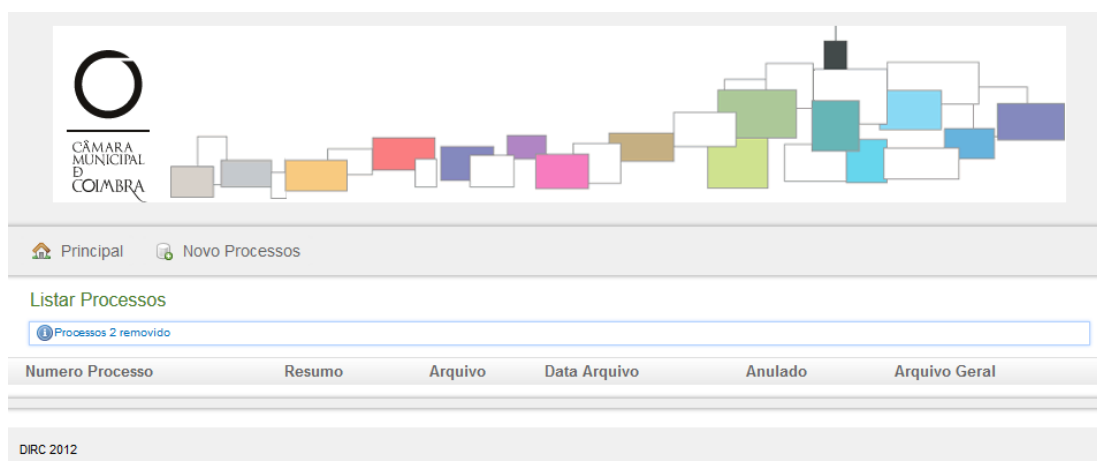 CÂMARA
MUNICIPAL
D
COIMBRA
Principal Novo Processos
Listar Processos
Processos 2 removido
Numero Processo Resumo Arquivo Data Arquivo Anulado Arquivo Geral
DIRC 2012